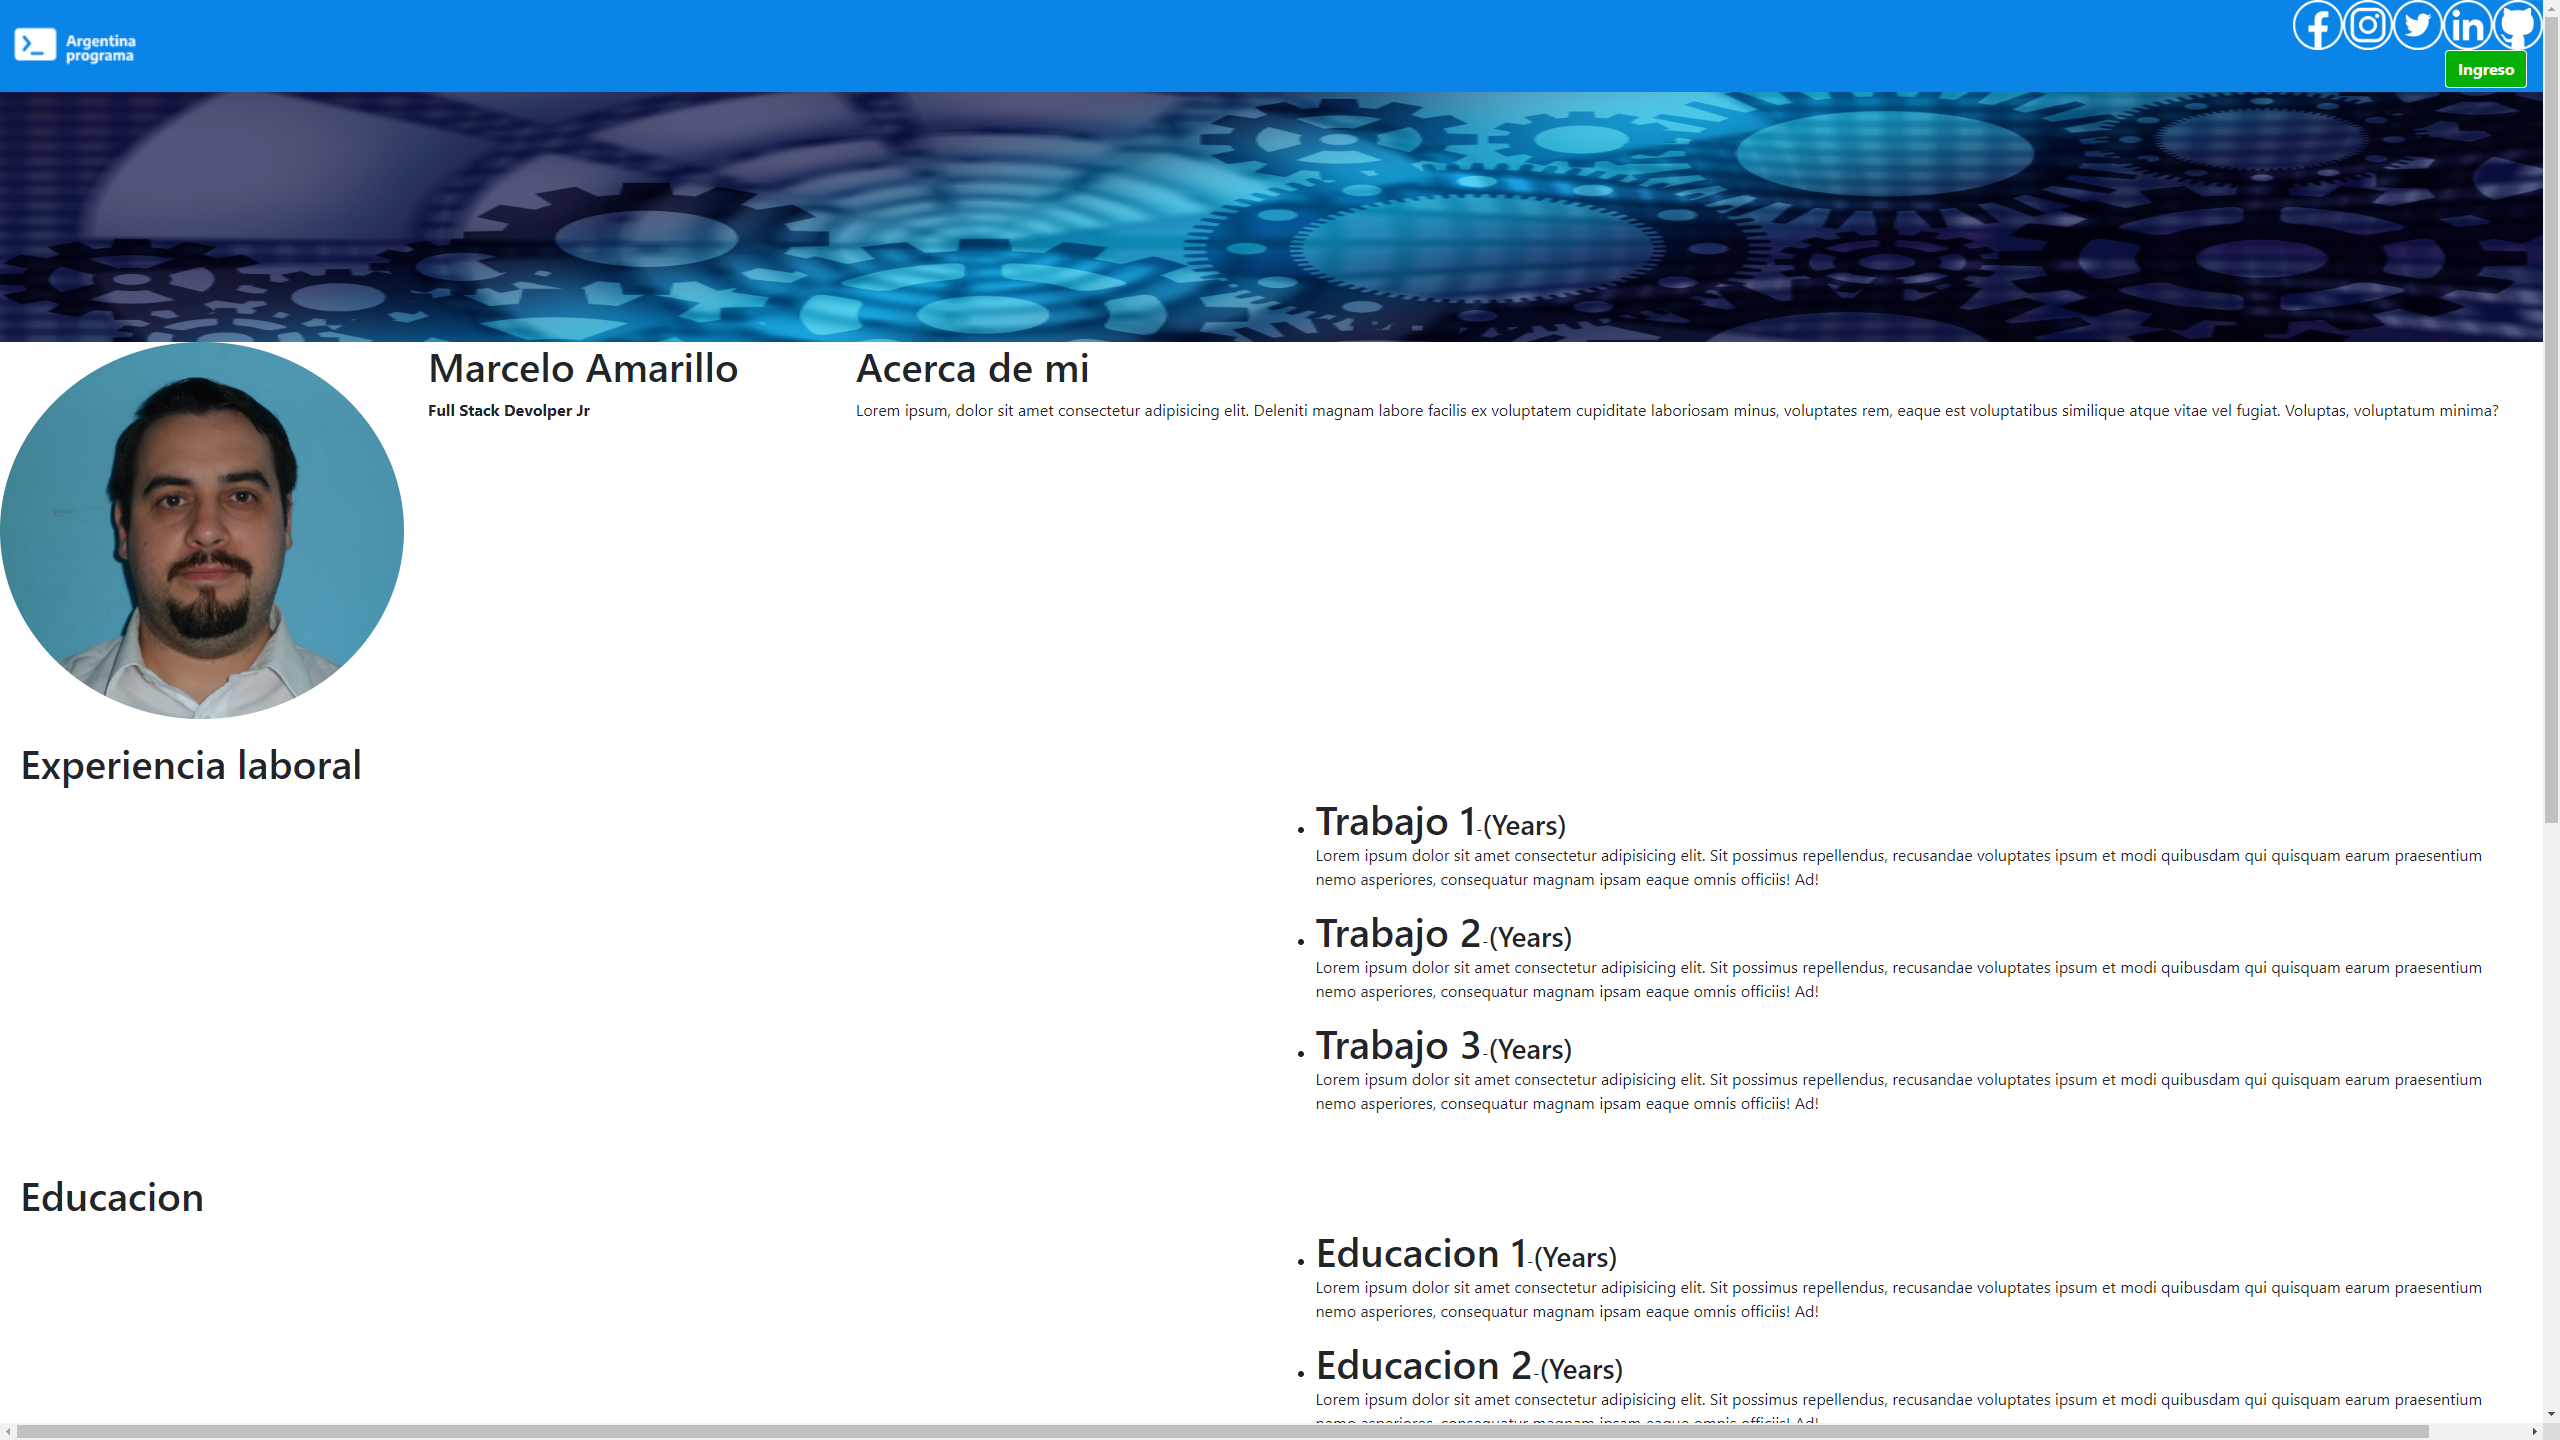 Argentina
programa
Ingreso
Marcelo Amarillo
Full Stack Devolper Jr
Acerca de mi
Lorem ipsum, dolor sit amet consectetur adipisicing elit. Deleniti magnam labore facilis ex voluptatem cupiditate laboriosam minus, voluptates rem, eaque est voluptatibus similique atque vitae vel fugiat. Voluptas, voluptatum minima?
Experiencia laboral
Trabajo 1-(Years)
Lorem ipsum dolor sit amet consectetur adipisicing elit. Sit possimus repellendus, recusandae voluptates ipsum et modi quibusdam qui quisquam earum praesentium
nemo asperiores, consequatur magnam ipsam eaque omnis officiis! Ad!
Trabajo 2-(Years)
Lorem ipsum dolor sit amet consectetur adipisicing elit. Sit possimus repellendus, recusandae voluptates ipsum et modi quibusdam qui quisquam earum praesentium
nemo asperiores, consequatur magnam ipsam eaque omnis officiis! Ad!
Trabajo 3-(Years)
Lorem ipsum dolor sit amet consectetur adipisicing elit. Sit possimus repellendus, recusandae voluptates ipsum et modi quibusdam qui quisquam earum praesentium
nemo asperiores, consequatur magnam ipsam eaque omnis officiis! Ad!
Educacion
Educacion 1-(Years)
Lorem ipsum dolor sit amet consectetur adipisicing elit. Sit possimus repellendus, recusandae voluptates ipsum et modi quibusdam qui quisquam earum praesentium
nemo asperiores, consequatur magnam ipsam eaque omnis officiis! Ad!
Educacion 2-(Years)
Lorem ipsum dolor sit amet consectetur adipisicing elit. Sit possimus repellendus, recusandae voluptates ipsum et modi quibusdam qui quisquam earum praesentium
nemo asperiores, consequatur magnam ipsam eaque omnis officiis! Ad!